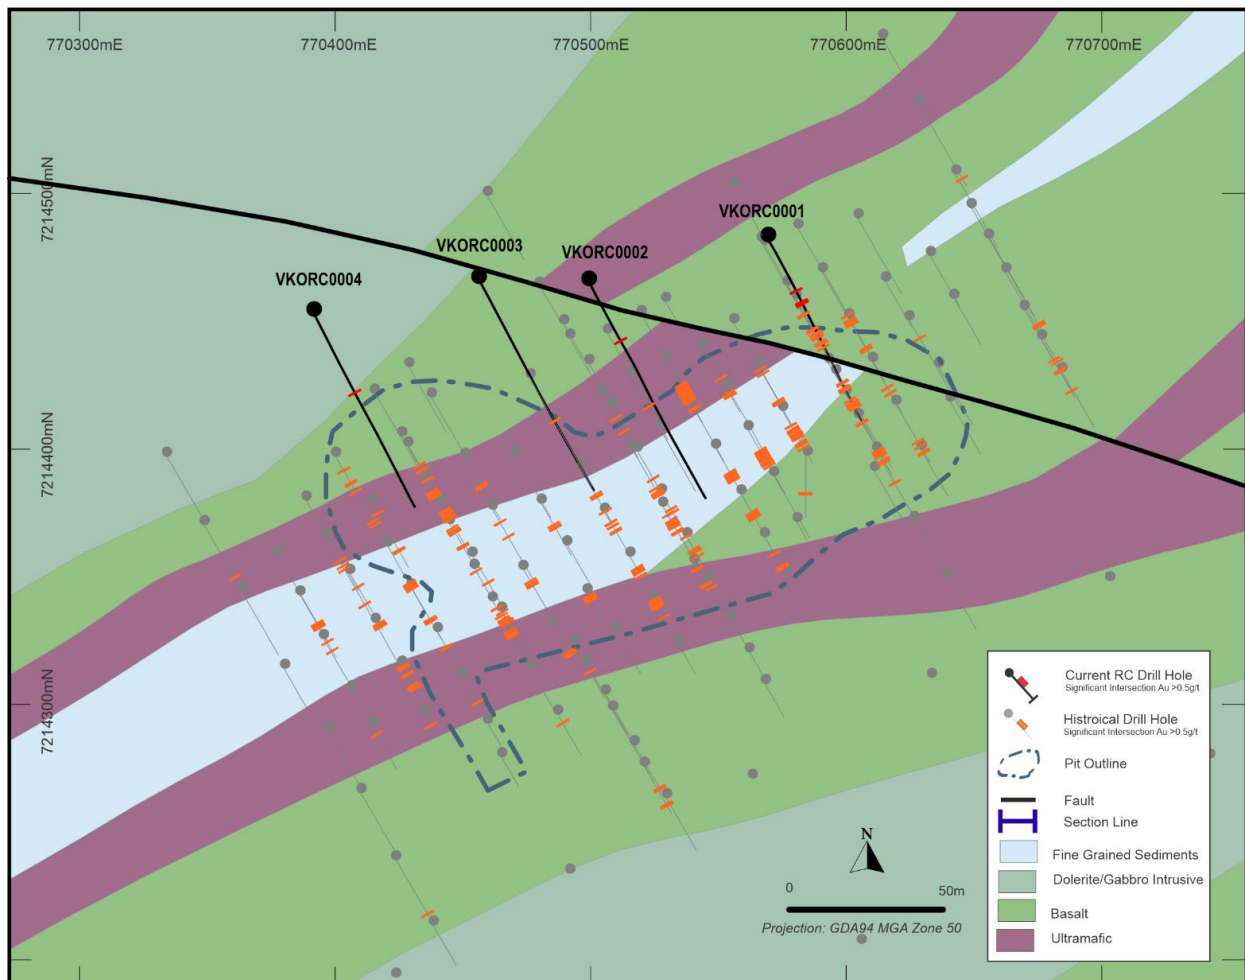 770300mE
770400mE
770500mE
770600mE
770700mE
7214500mN
7214400mN
7214300mN
VKORC0001
VKORC0003
VKORC0002
VKORC0004
N
0
50m
Projection: GDA94 MGA Zone 50
Current RC Drill Hole
Significant Intersection Au >0.5g/t
Histroical Drill Hole
Significant Intersection Au >0.5g/t
Pit Outline
Fault
Section Line
Fine Grained Sediments
Dolerite/Gabbro Intrusive
Basalt
Ultramafic